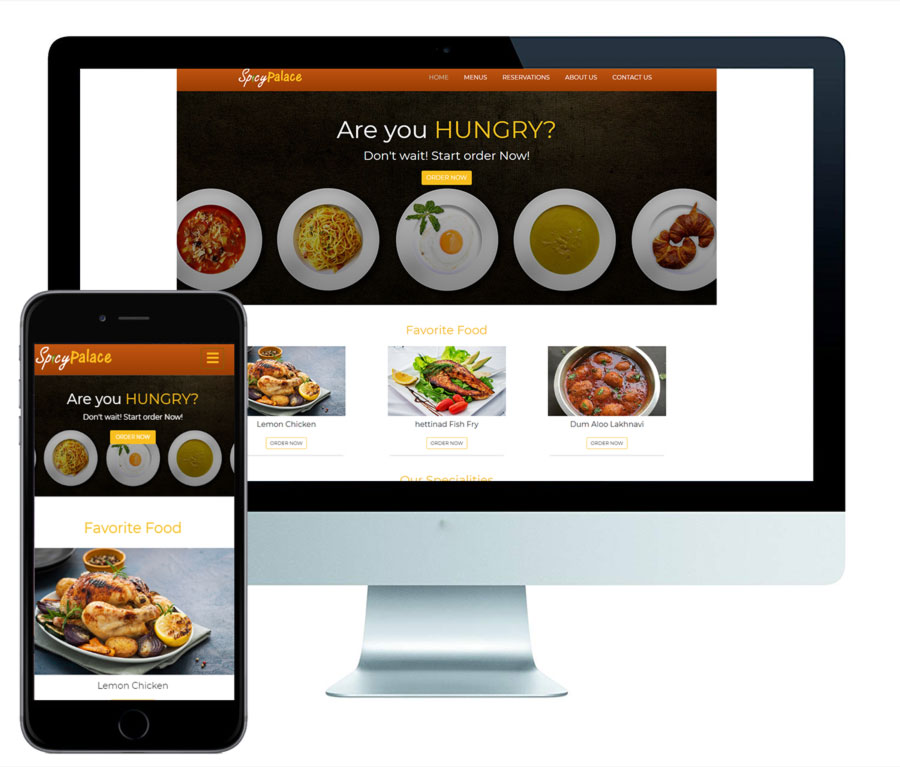 SpicyPalace
HOME MENUS RESERVATIONS ABOUT US CONTACT US
Are you HUNGRY?
Don't wait! Start order Now!
ORDER NOW
Favorite Food
Lemon Chicken
hettinad Fish Fry
Dum Aloo Lakhnavi
ORDER NOW
ORDER NOW
ORDER NOW
Our Specialities
SpicyPalace
Are you HUNGRY?
Don't wait! Start order Now!
ORDER NOW
Favorite Food
Lemon Chicken